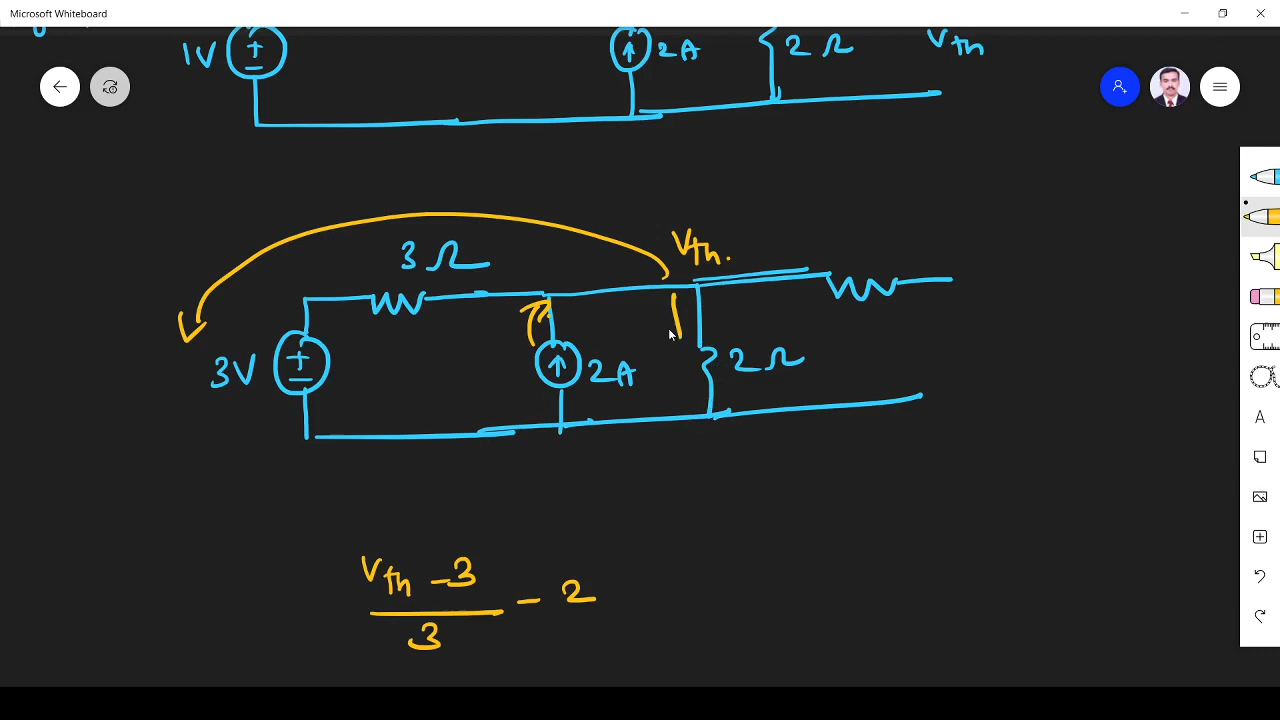 Microsoft Whiteboard
1V + − 2A 2 Ω Vth
3 Ω Vth.
3V + − 2A 2 Ω
Vth − 3
— − 2
3
A